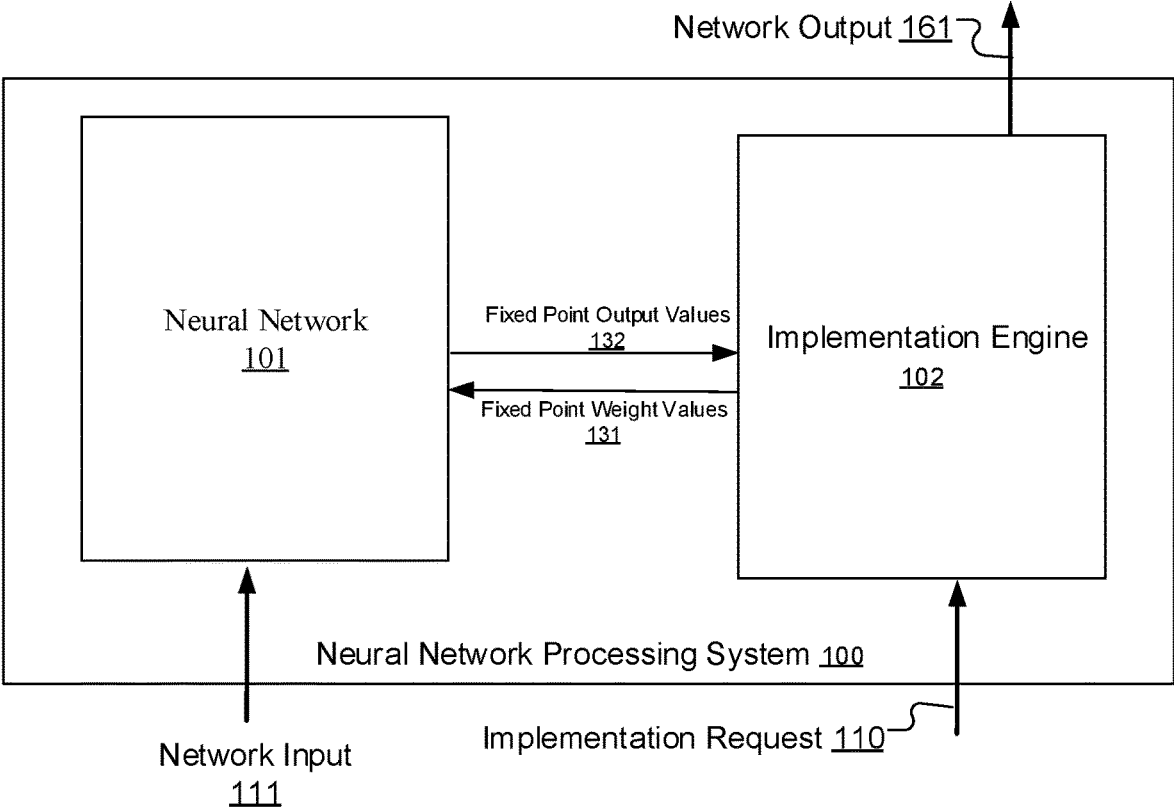 Network Output 161
Neural Network
101
Fixed Point Output Values
132
Implementation Engine
102
Fixed Point Weight Values
131
Neural Network Processing System 100
Implementation Request 110
Network Input
111